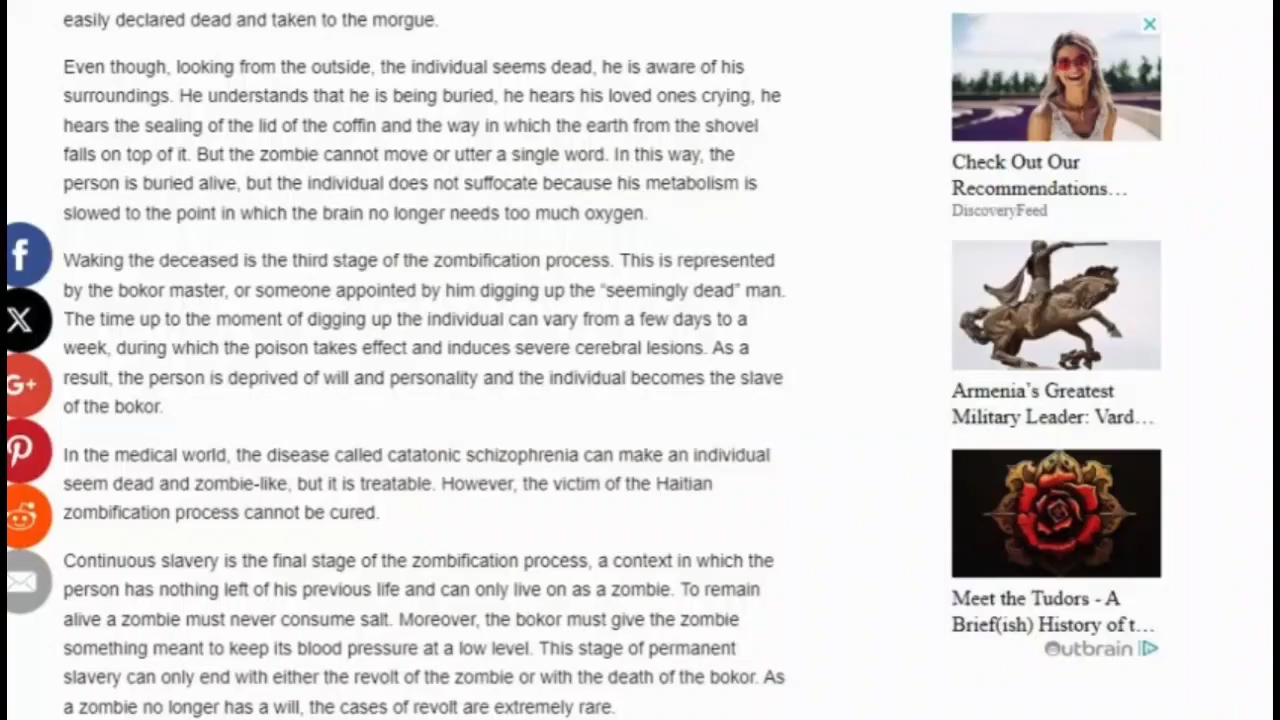 easily declared dead and taken to the morgue.
Even though, looking from the outside, the individual seems dead, he is aware of his
surroundings. He understands that he is being buried, he hears his loved ones crying, he
hears the sealing of the lid of the coffin and the way in which the earth from the shovel
falls on top of it. But the zombie cannot move or utter a single word. In this way, the
person is buried alive, but the individual does not suffocate because his metabolism is
slowed to the point in which the brain no longer needs too much oxygen.
Waking the deceased is the third stage of the zombification process. This is represented
by the bokor master, or someone appointed by him digging up the “seemingly dead” man.
The time up to the moment of digging up the individual can vary from a few days to a
week, during which the poison takes effect and induces severe cerebral lesions. As a
result, the person is deprived of will and personality and the individual becomes the slave
of the bokor.
In the medical world, the disease called catatonic schizophrenia can make an individual
seem dead and zombie-like, but it is treatable. However, the victim of the Haitian
zombification process cannot be cured.
Continuous slavery is the final stage of the zombification process, a context in which the
person has nothing left of his previous life and can only live on as a zombie. To remain
alive a zombie must never consume salt. Moreover, the bokor must give the zombie
something meant to keep its blood pressure at a low level. This stage of permanent
slavery can only end with either the revolt of the zombie or with the death of the bokor. As
a zombie no longer has a will, the cases of revolt are extremely rare.
f
X
G+
Check Out Our
Recommendations…
DiscoveryFeed
Armenia’s Greatest
Military Leader: Vard…
Meet the Tudors - A
Brief(ish) History of t…
Outbrain